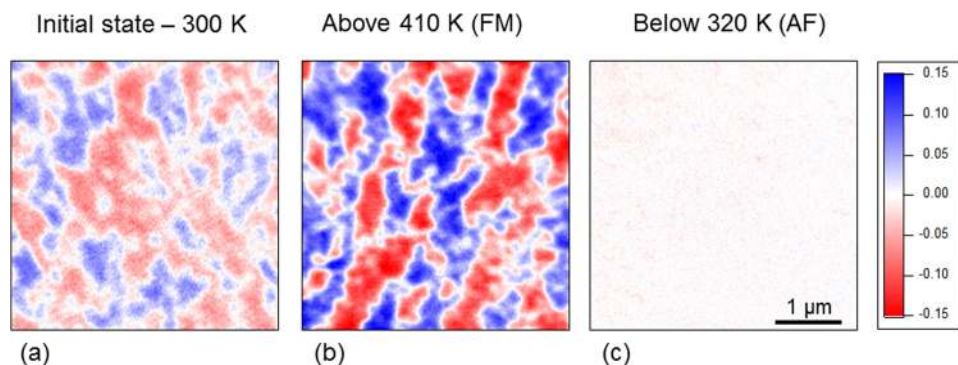 Initial state – 300 K
Above 410 K (FM)
Below 320 K (AF)
0.15
0.10
0.05
0.00
-0.05
-0.10
-0.15
1 µm
(a)
(b)
(c)